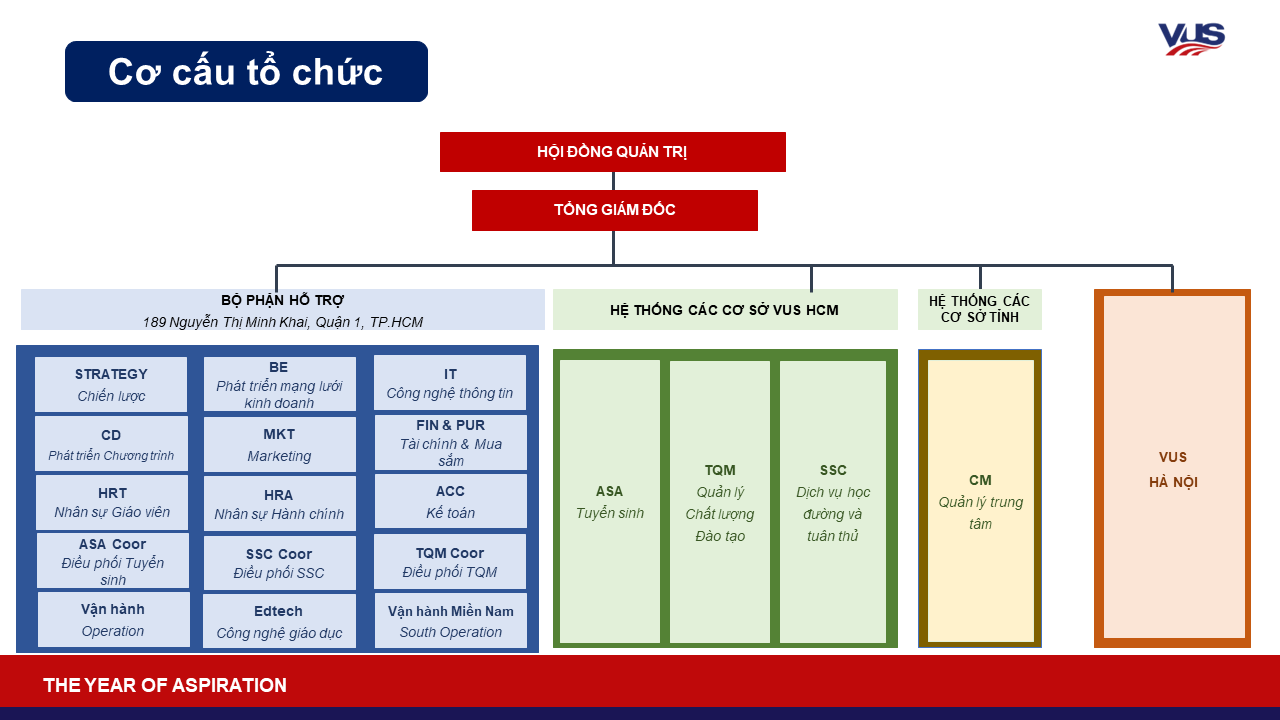 VUS
Cơ cấu tổ chức
HỘI ĐỒNG QUẢN TRỊ
TỔNG GIÁM ĐỐC
BỘ PHẬN HỖ TRỢ
189 Nguyễn Thị Minh Khai, Quận 1, TP.HCM
STRATEGY
Chiến lược
BE
Phát triển mạng lưới
kinh doanh
IT
Công nghệ thông tin
CD
Phát triển Chương trình
MKT
Marketing
FIN & PUR
Tài chính & Mua
sắm
HRT
Nhân sự Giáo viên
HRA
Nhân sự Hành chính
ACC
Kế toán
ASA Coor
Điều phối Tuyển
sinh
SSC Coor
Điều phối SSC
TQM Coor
Điều phối TQM
Vận hành
Operation
Edtech
Công nghệ giáo dục
Vận hành Miền Nam
South Operation
HỆ THỐNG CÁC CƠ SỞ VUS HCM
ASA
Tuyển sinh
TQM
Quản lý
Chất lượng
Đào tạo
SSC
Dịch vụ học
đường và
tuân thủ
HỆ THỐNG CÁC
CƠ SỞ TỈNH
CM
Quản lý trung
tâm
VUS
HÀ NỘI
THE YEAR OF ASPIRATION